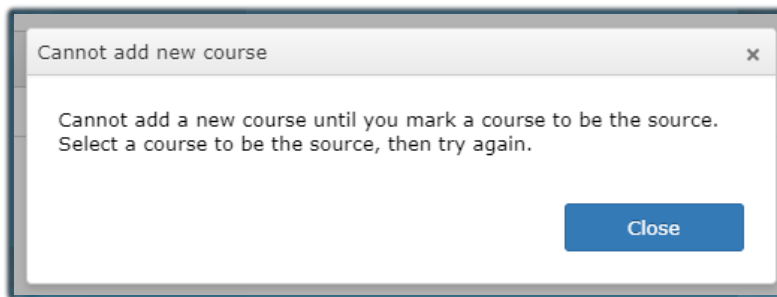 Cannot add new course
Cannot add a new course until you mark a course to be the source.
Select a course to be the source, then try again.
Close